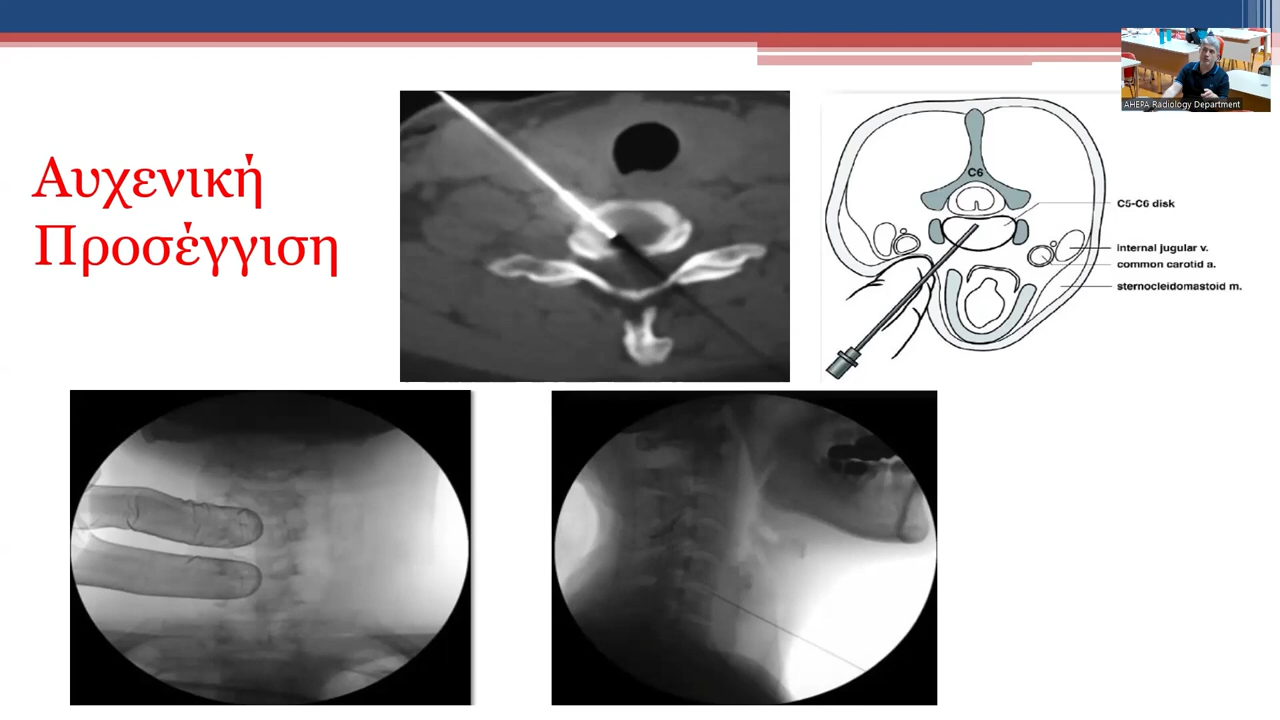 AHEPA Radiology Department
Αυχενική
Προσέγγιση
C6
C5-C6 disk
internal jugular v.
common carotid a.
sternocleidomastoid m.